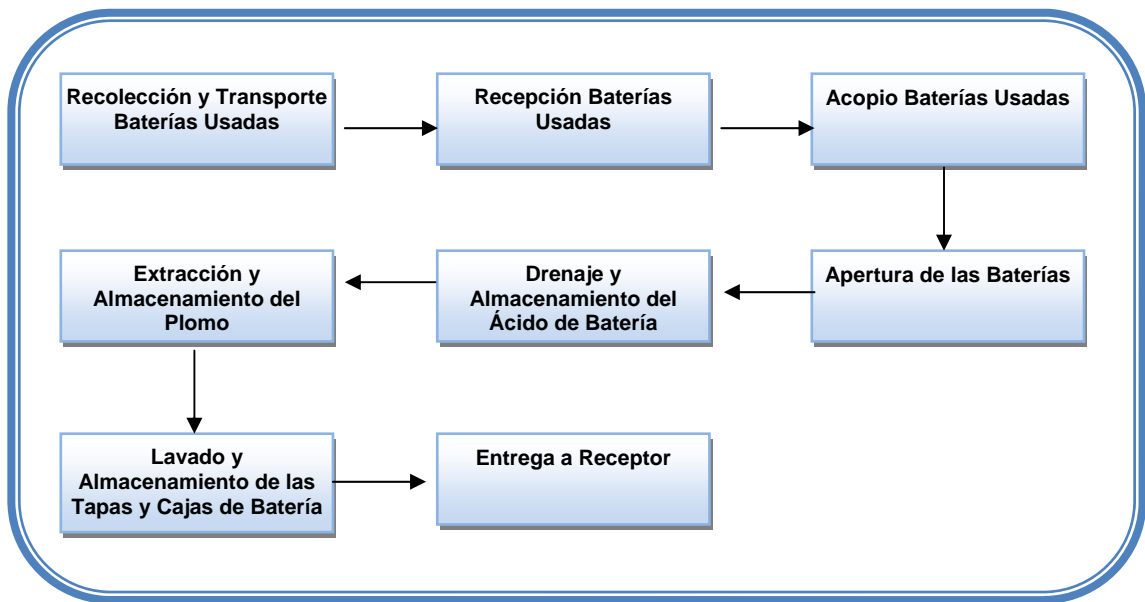 Recolección y Transporte
Baterías Usadas
Recepción Baterías
Usadas
Acopio Baterías Usadas
Apertura de las Baterías
Drenaje y
Almacenamiento del
Ácido de Batería
Extracción y
Almacenamiento del
Plomo
Lavado y
Almacenamiento de las
Tapas y Cajas de Batería
Entrega a Receptor